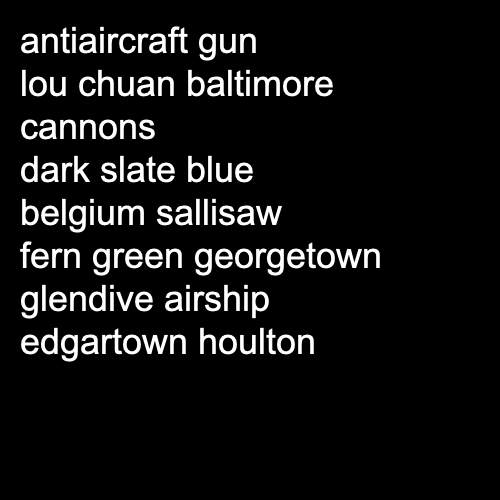 antiaircraft gun
lou chuan baltimore
cannons
dark slate blue
belgium sallisaw
fern green georgetown
glendive airship
edgartown houlton